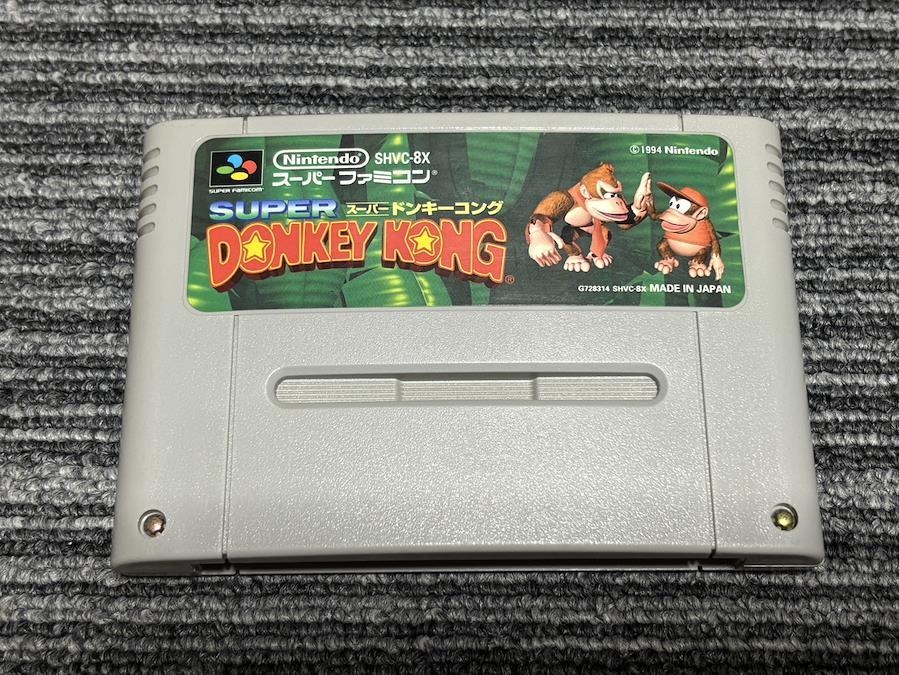 SUPER FAMICOM
Nintendo SHVC-8X
スーパーファミコン®
© 1994 Nintendo
SUPER スーパードンキーコング
DONKEY KONG®
G728314 SHVC-8X MADE IN JAPAN